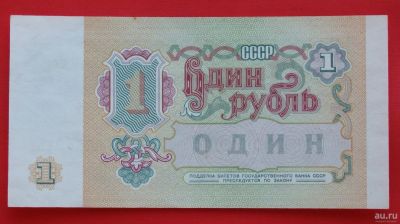 СССР
1 Один 1
рубль
ОДИН
1
ПОДДЕЛКА БИЛЕТОВ ГОСУДАРСТВЕННОГО БАНКА СССР
ПРЕСЛЕДУЕТСЯ ПО ЗАКОНУ
au.ru